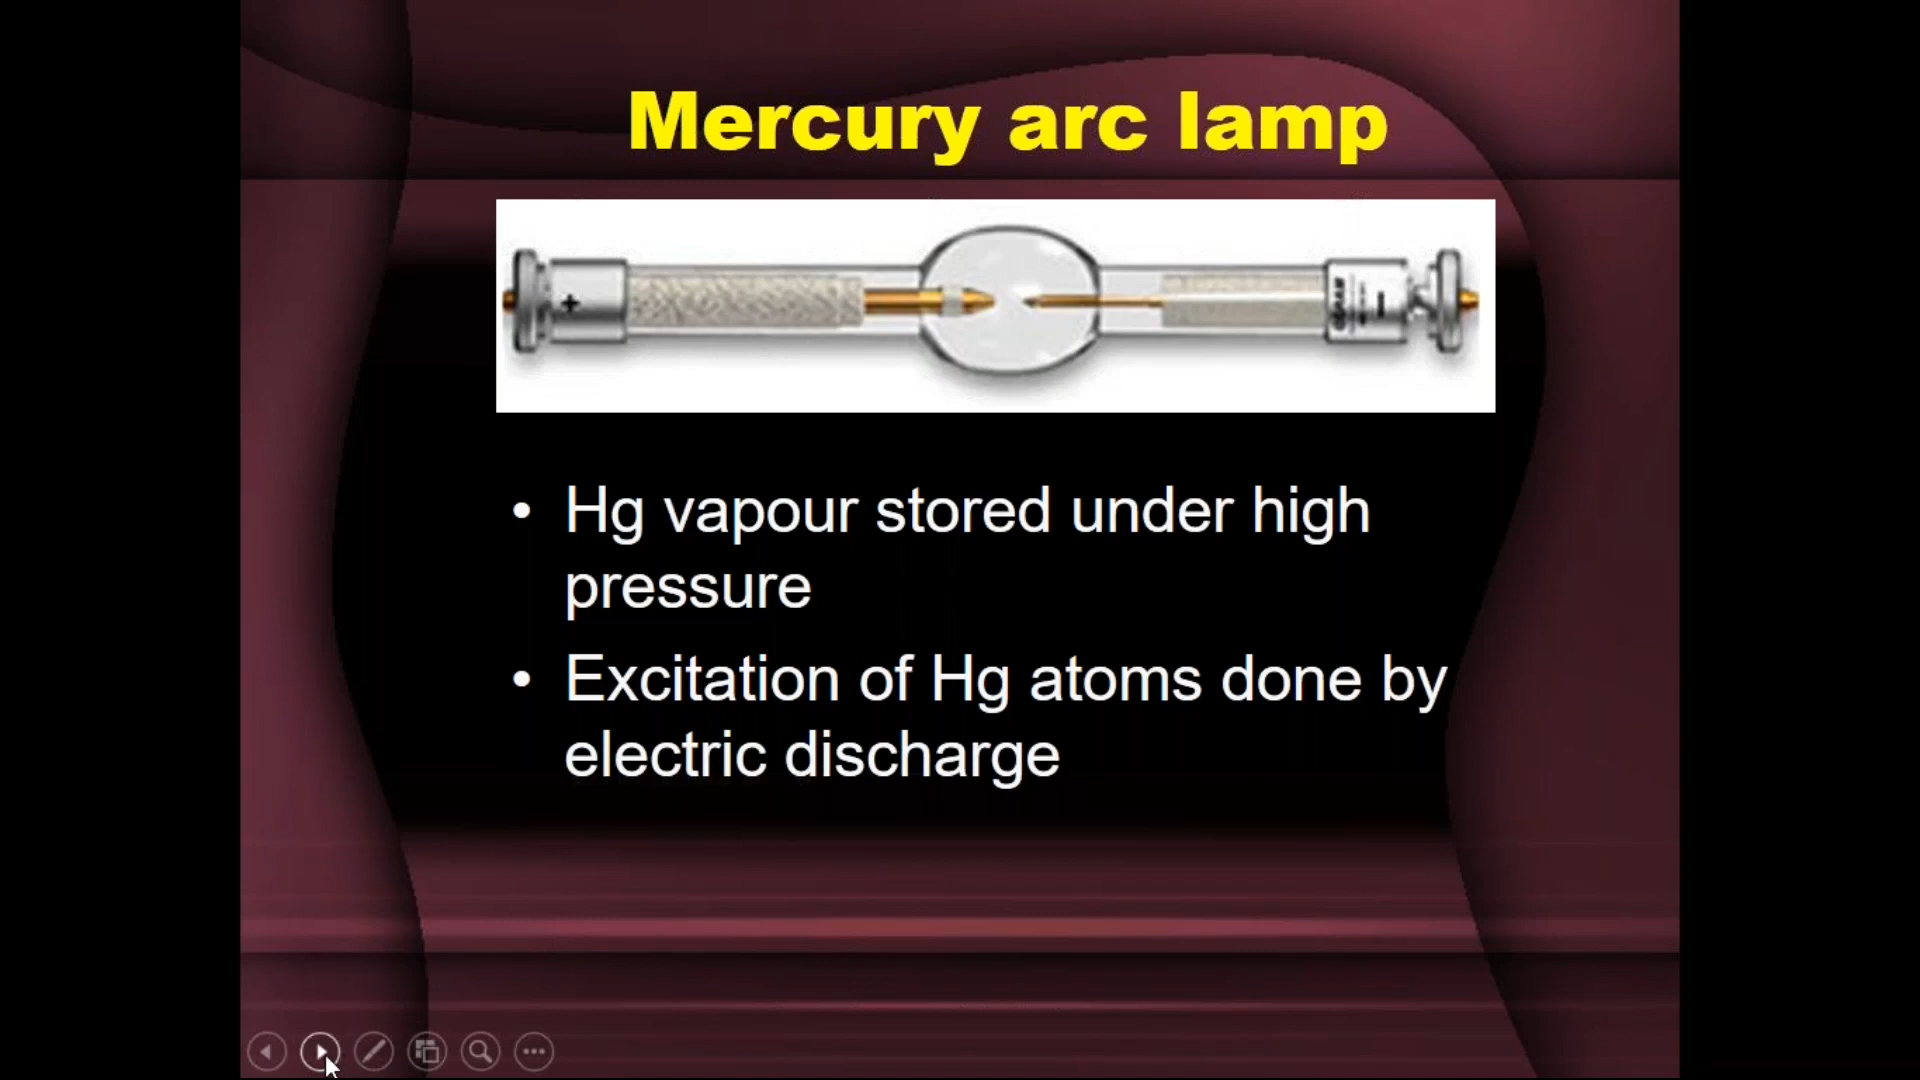 Mercury arc lamp
+
• Hg vapour stored under high
pressure
• Excitation of Hg atoms done by
electric discharge